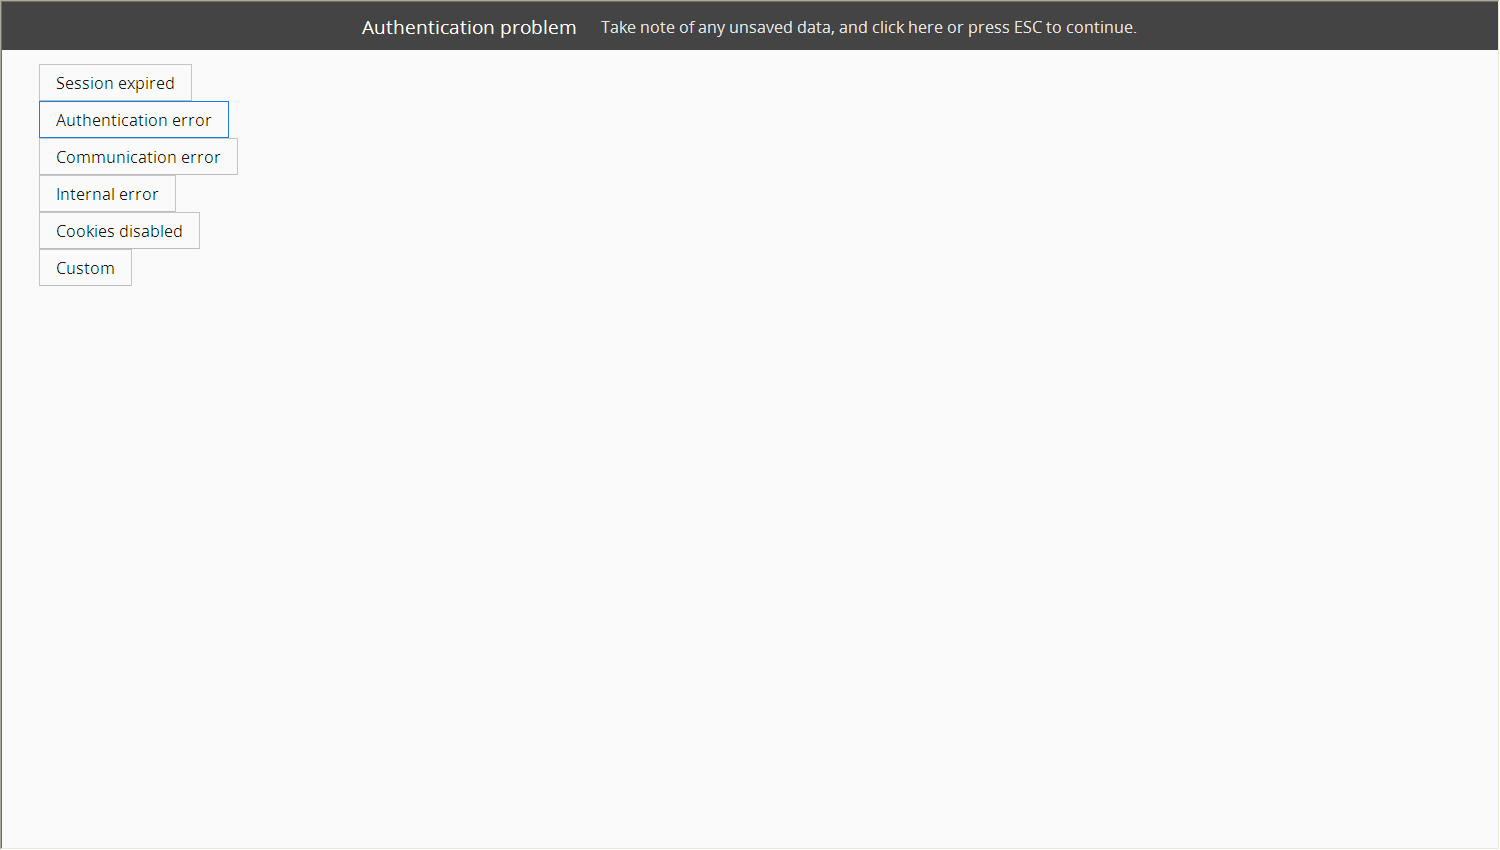 Authentication problem Take note of any unsaved data, and click here or press ESC to continue.
Session expired
Authentication error
Communication error
Internal error
Cookies disabled
Custom